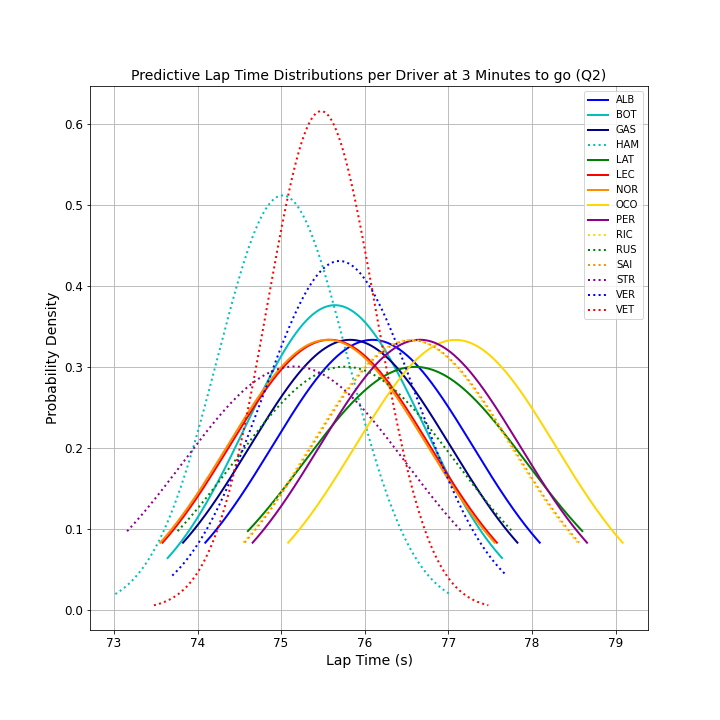 Predictive Lap Time Distributions per Driver at 3 Minutes to go (Q2)
ALB
BOT
GAS
HAM
LAT
LEC
NOR
OCO
PER
RIC
RUS
SAI
STR
VER
VET
Probability Density
0.6
0.5
0.4
0.3
0.2
0.1
0.0
73 74 75 76 77 78 79
Lap Time (s)